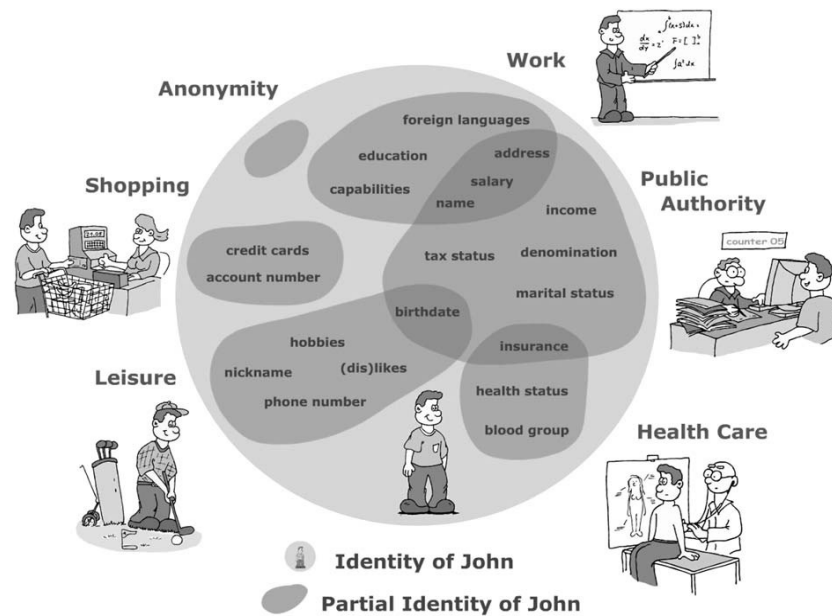 Work
Anonymity
foreign languages
education
address
capabilities
salary
name
Shopping
Public
Authority
income
counter 05
credit cards
account number
tax status
denomination
marital status
birthdate
hobbies
insurance
nickname
(dis)likes
phone number
health status
blood group
Leisure
Health Care
Identity of John
Partial Identity of John